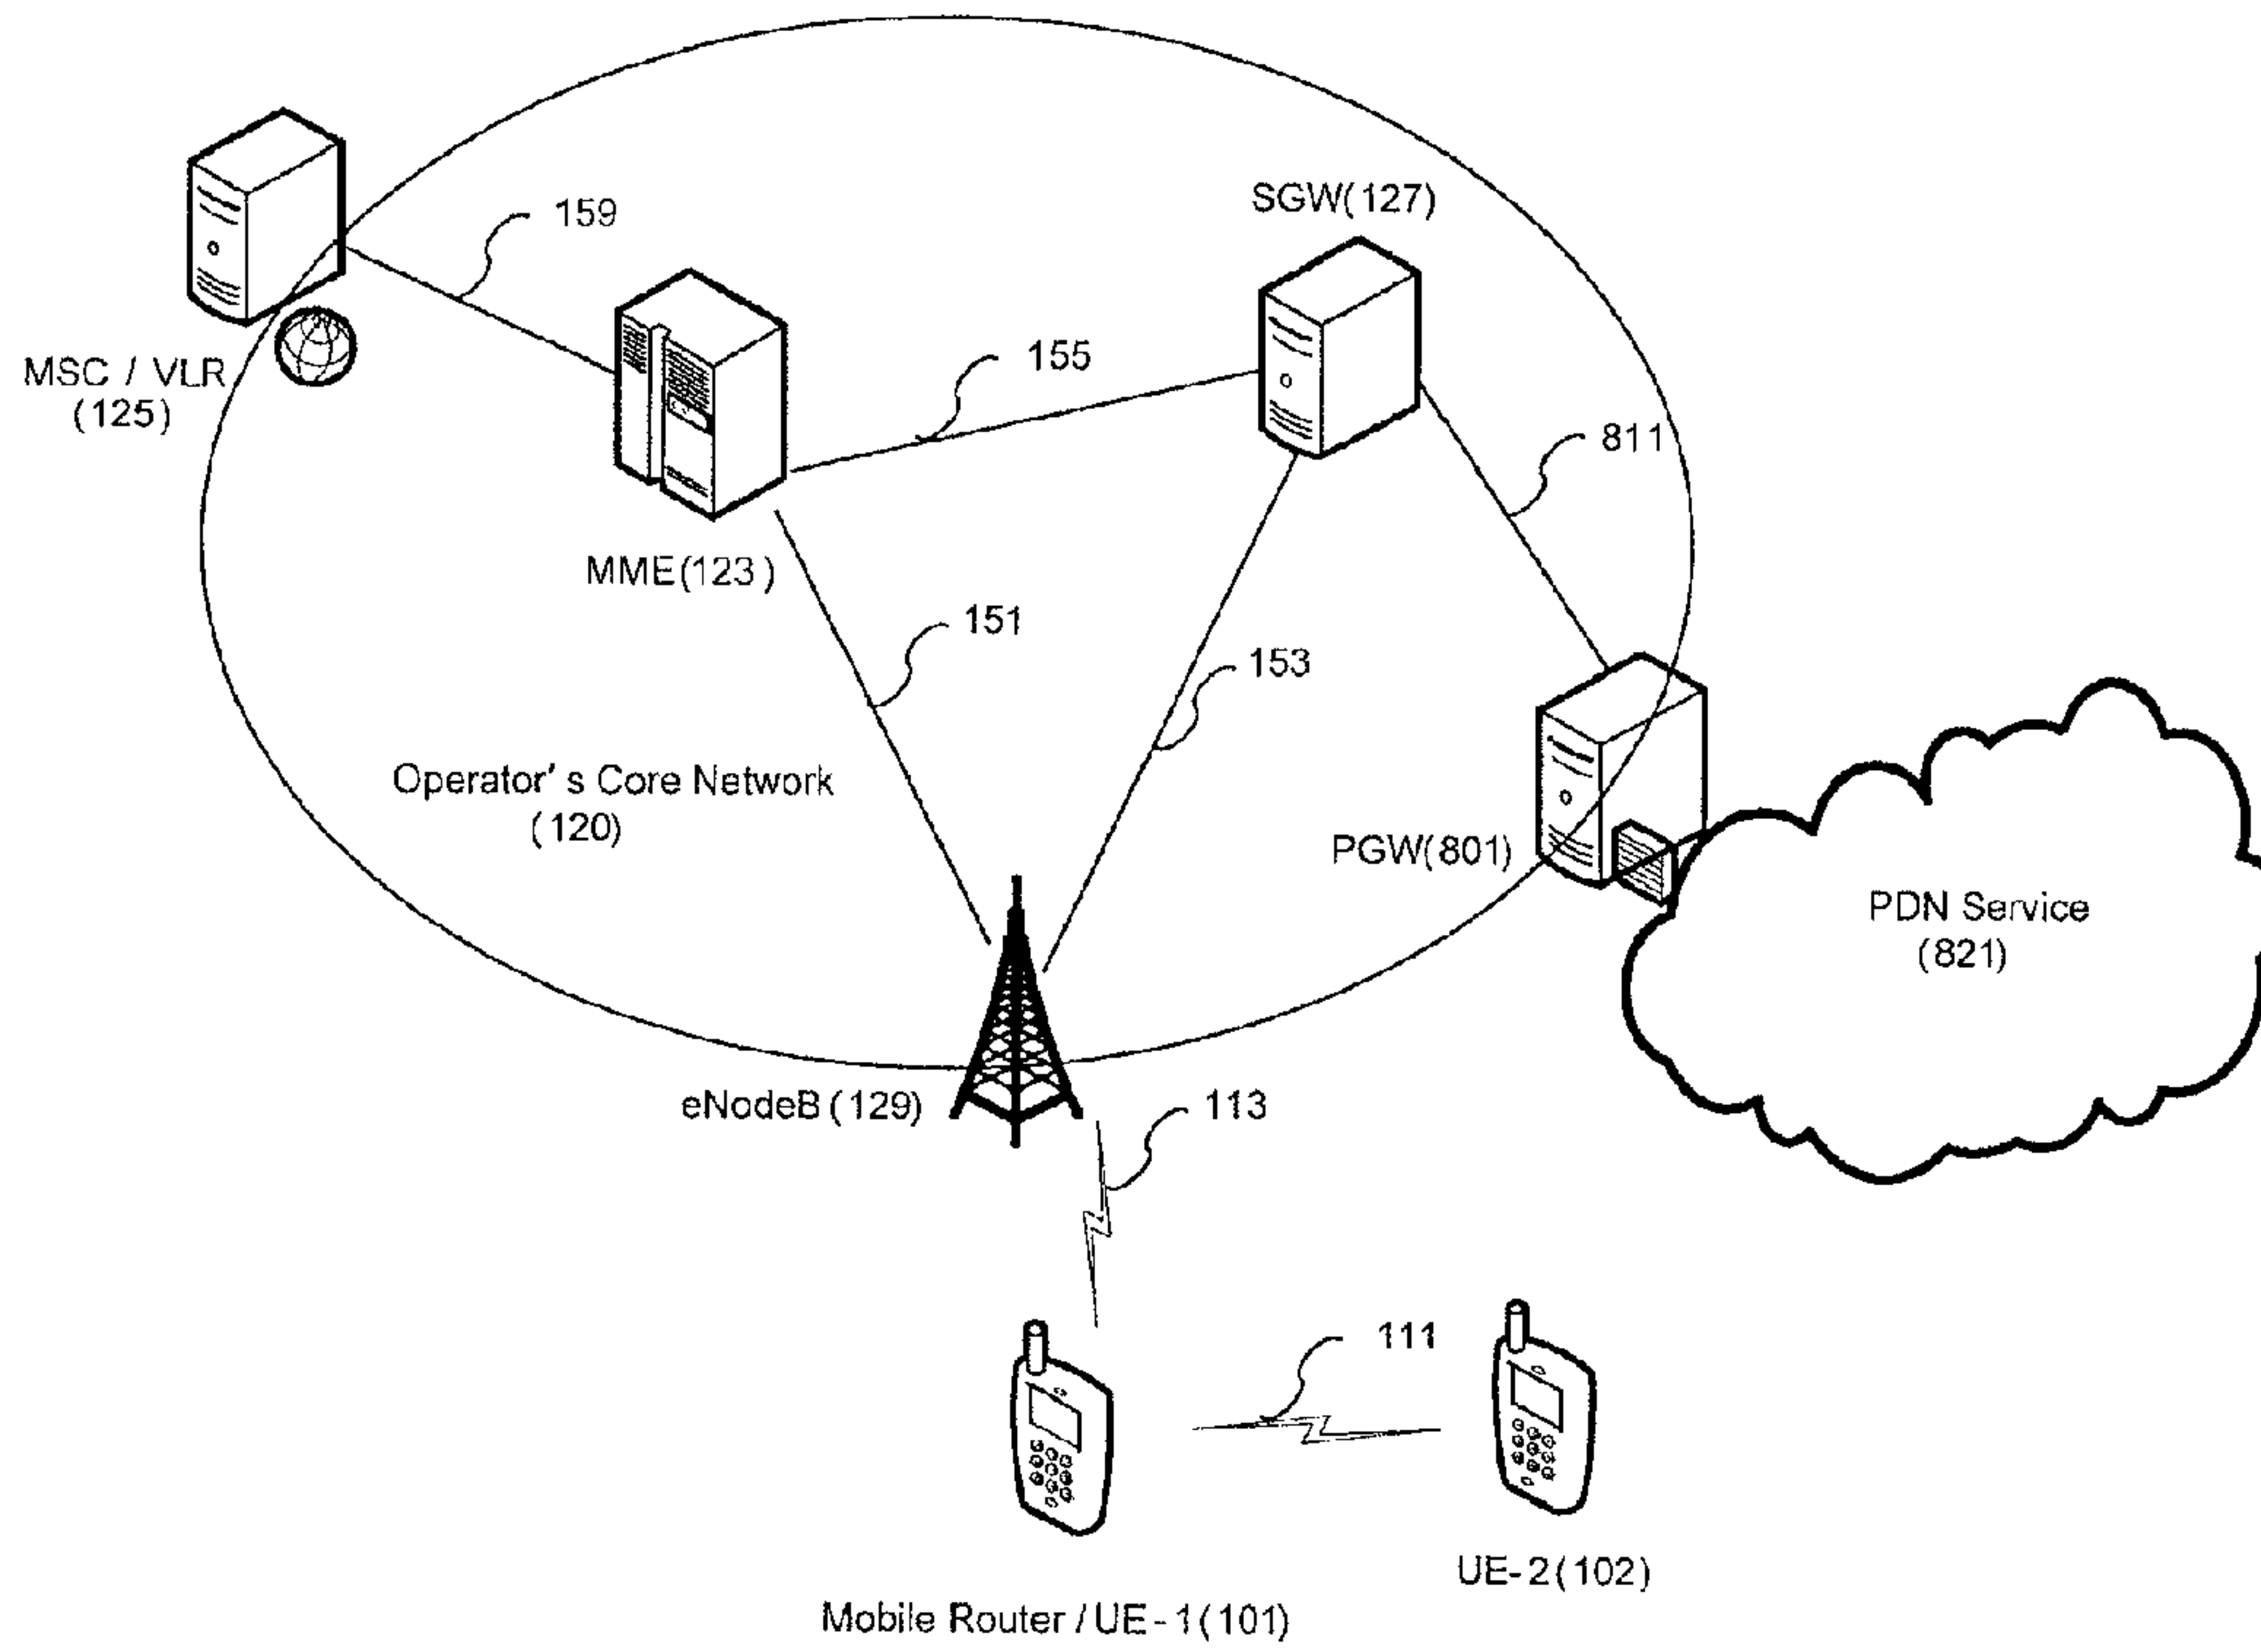 159
SGW(127)
MSC / VLR
(125)
155
811
MME(123)
151
153
Operator's Core Network
(120)
PGW(801)
PDN Service
(821)
eNodeB(129)
113
111
UE-2(102)
Mobile Router / UE-1(101)